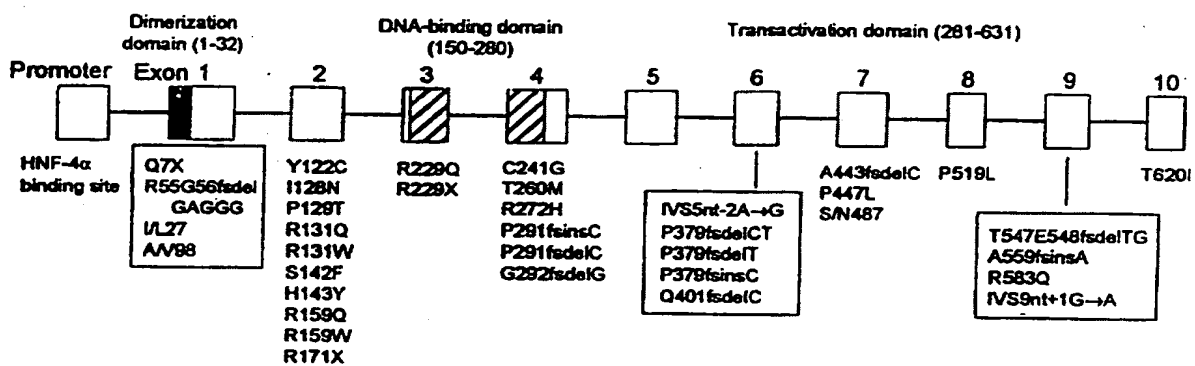 Dimerization
domain (1-32)
DNA-binding domain
(150-280)
Transactivation domain (281-631)
Promoter
Exon 1
2
3
4
5
6
7
8
9
10
HNF-4α
binding site
Q7X
R55G56fsdel
GAGGG
I/L27
A/V98
Y122C
I128N
P129T
R131Q
R131W
S142F
H143Y
R159Q
R159W
R171X
R229Q
R229X
C241G
T260M
R272H
P291fsinsC
P291fsdelC
G292fsdelG
IVS5nt-2A→G
P379fsdelCT
P379fsdelT
P379fsinsC
Q401fsdelC
A443fsdelC
P447L
S/N487
P519L
T547E548fsdelTG
A559fsinsA
R583Q
IVS9nt+1G→A
T620I